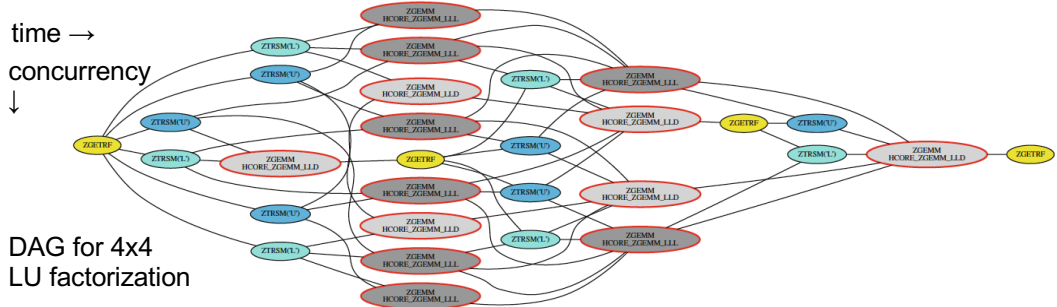 time →
concurrency
↓
ZGETRF
ZTRSM('U')
ZTRSM('L')
ZTRSM('L')
ZTRSM('U')
ZGEMM
HCORE_ZGEMM_LLD
ZTRSM('U')
ZTRSM('L')
ZGEMM
HCORE_ZGEMM_LLL
ZGEMM
HCORE_ZGEMM_LLL
ZGEMM
HCORE_ZGEMM_LLD
ZGEMM
HCORE_ZGEMM_LLL
ZGETRF
ZGEMM
HCORE_ZGEMM_LLL
ZGEMM
HCORE_ZGEMM_LLD
ZGEMM
HCORE_ZGEMM_LLL
ZGEMM
HCORE_ZGEMM_LLL
ZTRSM('L')
ZTRSM('U')
ZTRSM('U')
ZTRSM('L')
ZGEMM
HCORE_ZGEMM_LLL
ZGEMM
HCORE_ZGEMM_LLD
ZGEMM
HCORE_ZGEMM_LLD
ZGEMM
HCORE_ZGEMM_LLL
ZGETRF
ZTRSM('U')
ZTRSM('L')
ZGEMM
HCORE_ZGEMM_LLD
ZGETRF
DAG for 4x4
LU factorization